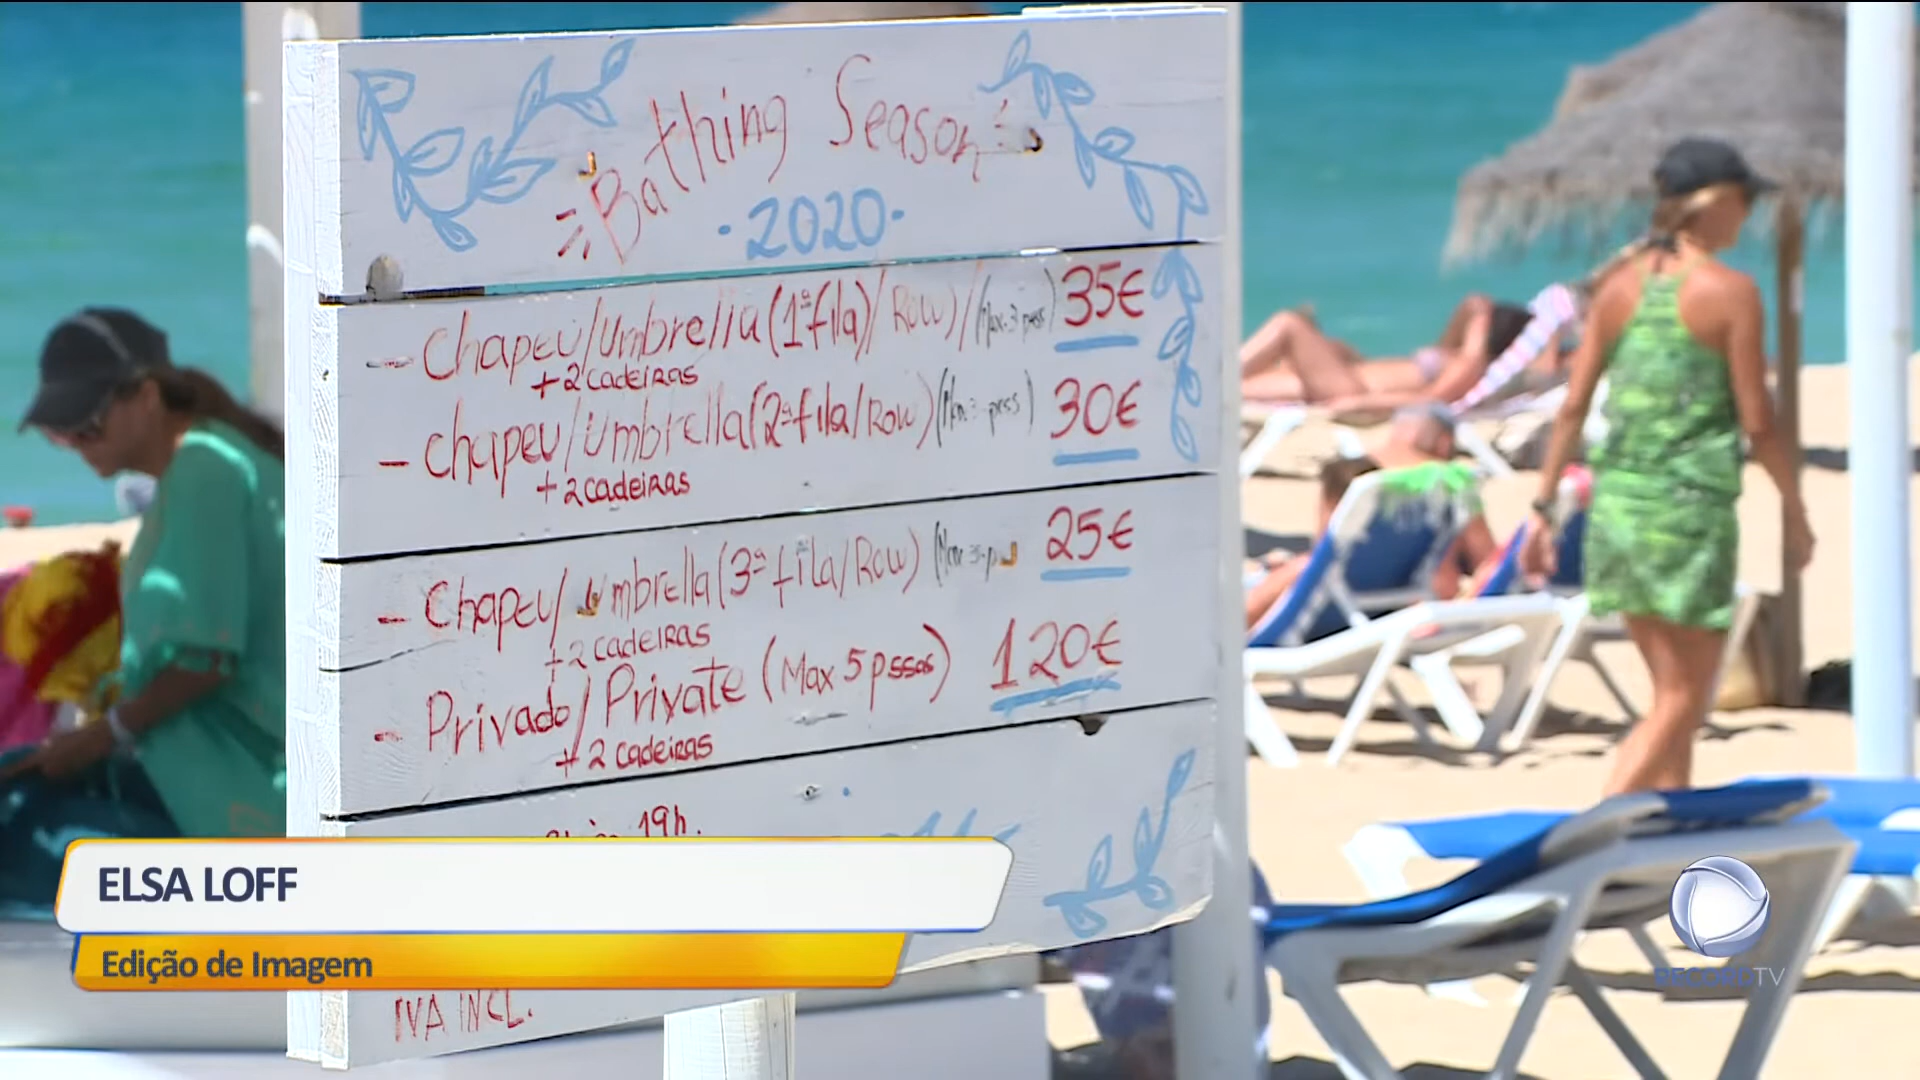 Bathing Season
· 2020 ·
- Chapeu/Umbrella (1ª fila)/Row)/(Max. 3 pess) 35€
+ 2 cadeiras
- chapeu/Umbrella (2ª fila/Row) 30€
+ 2 cadeiras
- Chapeu/Umbrella (3ª fila/Row) 25€
+ 2 cadeiras
- Privado/Private (Max 5 pssoas) 120€
+ 2 cadeiras
19h.
ELSA LOFF
Edição de Imagem
IVA INCL.
RECORD TV